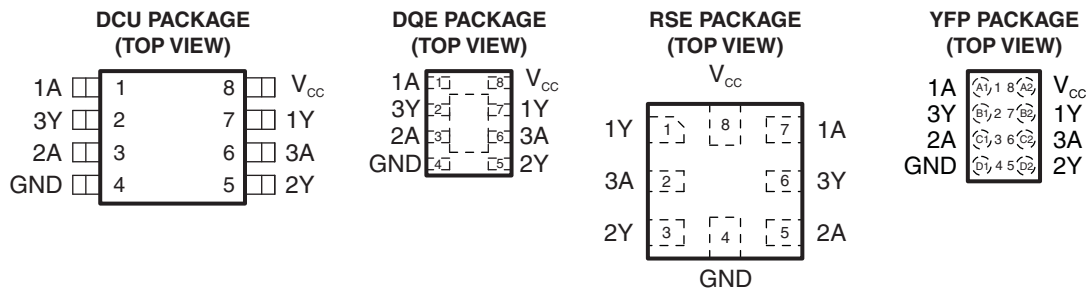 DCU PACKAGE
(TOP VIEW)
1A 1 8 VCC
3Y 2 7 1Y
2A 3 6 3A
GND 4 5 2Y
DQE PACKAGE
(TOP VIEW)
1A 1 8 VCC
3Y 2 7 1Y
2A 3 6 3A
GND 4 5 2Y
RSE PACKAGE
(TOP VIEW)
VCC
1Y 1 8 7 1A
3A 2 6 3Y
2Y 3 4 5 2A
GND
YFP PACKAGE
(TOP VIEW)
1A A1 1 8 A2 VCC
3Y B1 2 7 B2 1Y
2A C1 3 6 C2 3A
GND D1 4 5 D2 2Y